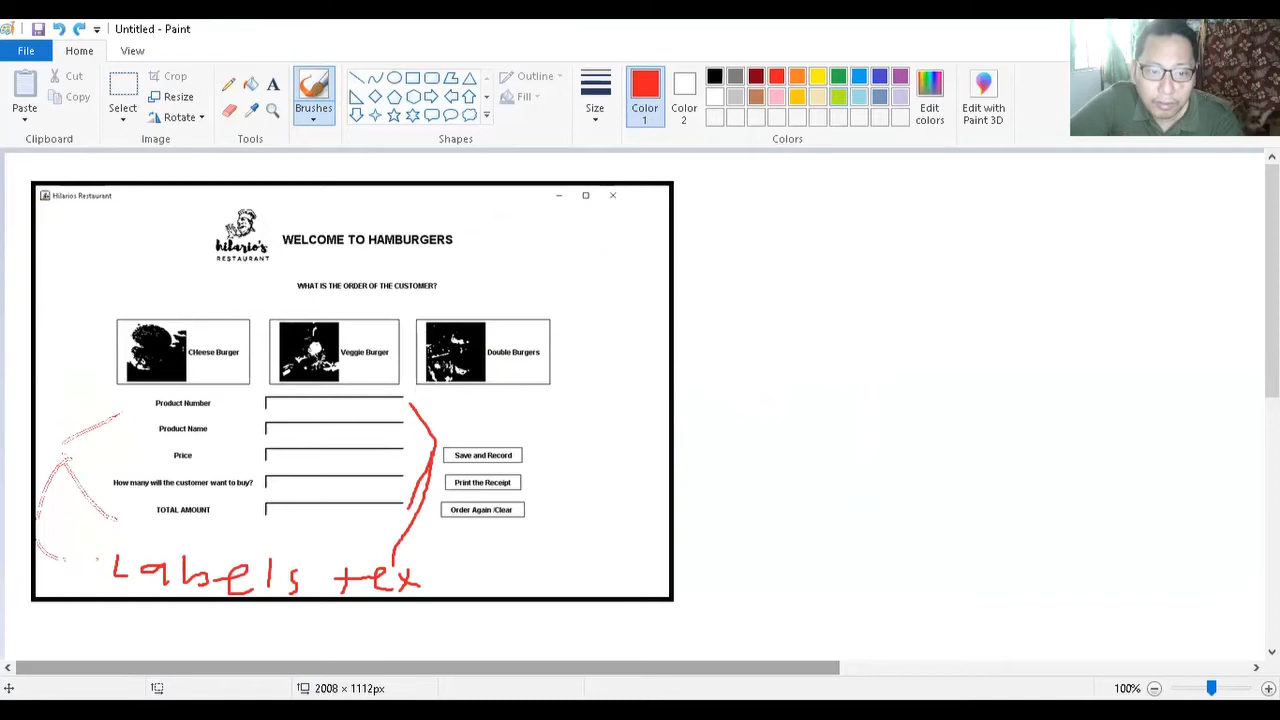 Untitled - Paint
File Home View
Paste
Cut
Copy
Clipboard
Select
Crop
Resize
Rotate
Image
A
Tools
Brushes
Shapes
Outline
Fill
Size
Color 1
Color 2
Edit colors
Colors
Edit with Paint 3D
Hilarios Restaurant
hilario's
RESTAURANT
WELCOME TO HAMBURGERS
WHAT IS THE ORDER OF THE CUSTOMER?
CHeese Burger Veggie Burger Double Burgers
Product Number
Product Name
Price Save and Record
How many will the customer want to buy? Print the Receipt
TOTAL AMOUNT Order Again /Clear
Labels tex
2008 × 1112px 100%